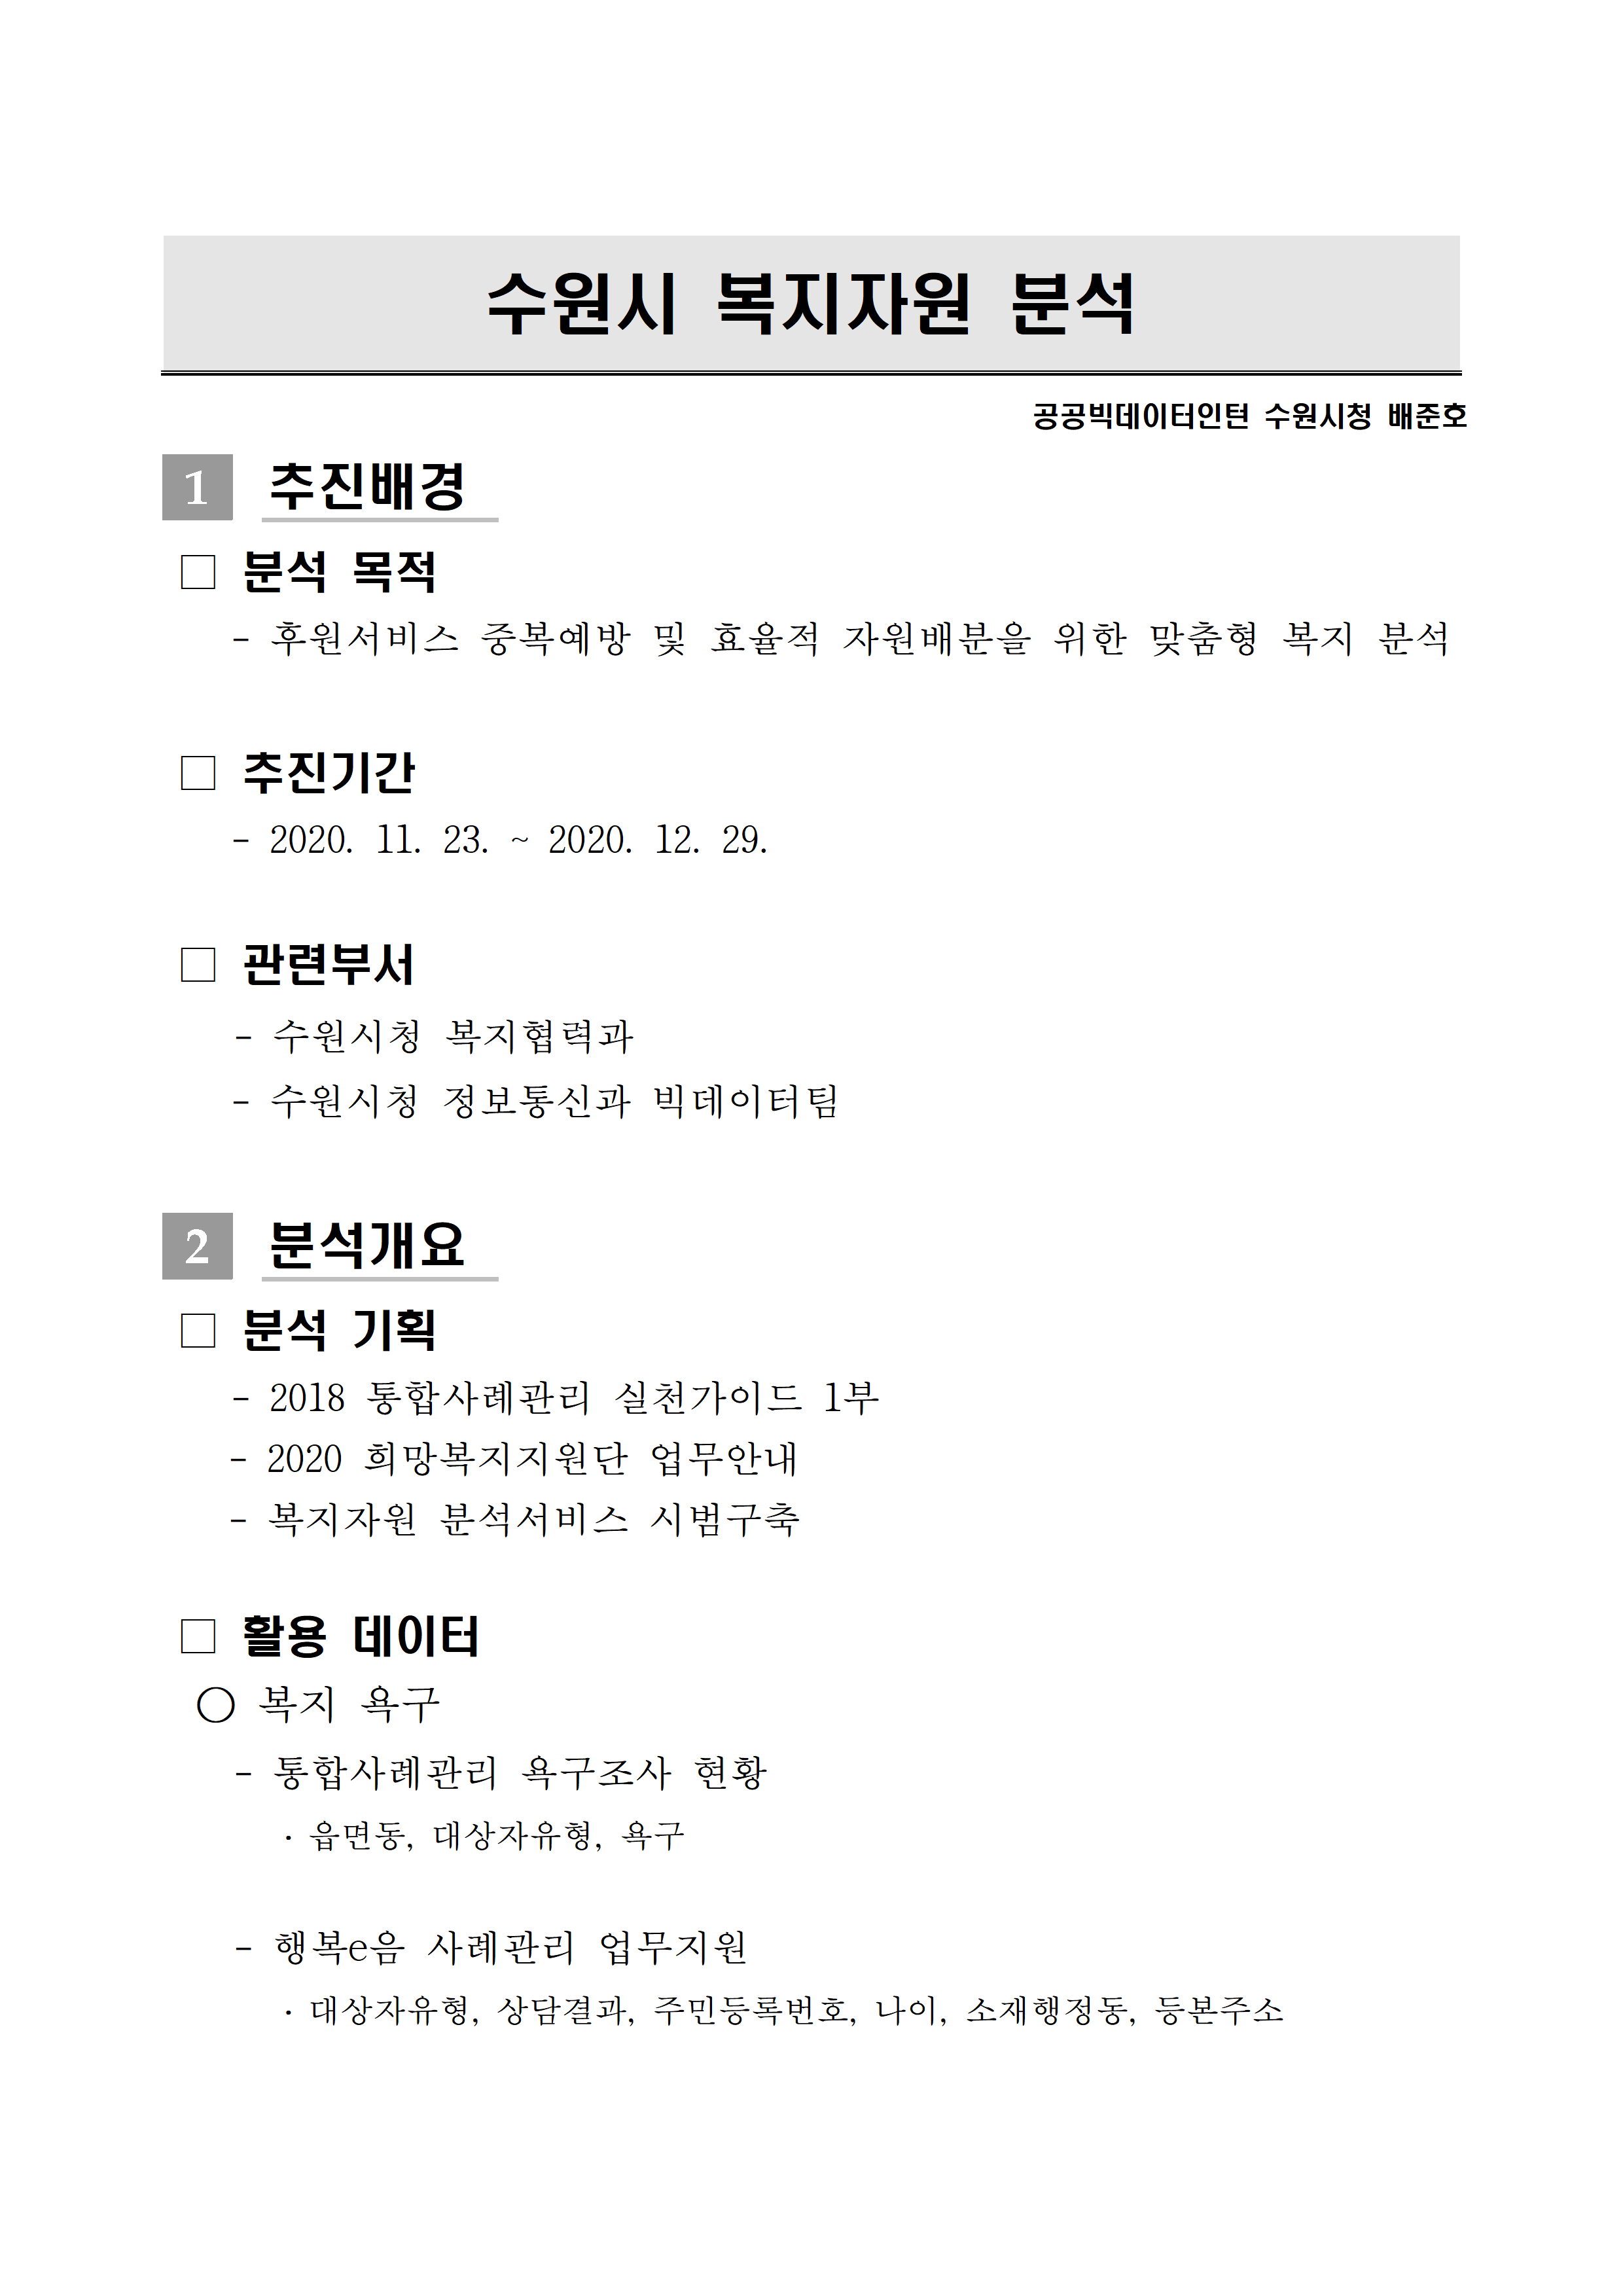 수원시 복지자원 분석
공공빅데이터인턴 수원시청 배준호
1 추진배경
□ 분석 목적
- 후원서비스 중복예방 및 효율적 자원배분을 위한 맞춤형 복지 분석
□ 추진기간
- 2020. 11. 23. ~ 2020. 12. 29.
□ 관련부서
- 수원시청 복지협력과
- 수원시청 정보통신과 빅데이터팀
2 분석개요
□ 분석 기획
- 2018 통합사례관리 실천가이드 1부
- 2020 희망복지지원단 업무안내
- 복지자원 분석서비스 시범구축
□ 활용 데이터
○ 복지 욕구
- 통합사례관리 욕구조사 현황
· 읍면동, 대상자유형, 욕구
- 행복e음 사례관리 업무지원
· 대상자유형, 상담결과, 주민등록번호, 나이, 소재행정동, 등본주소